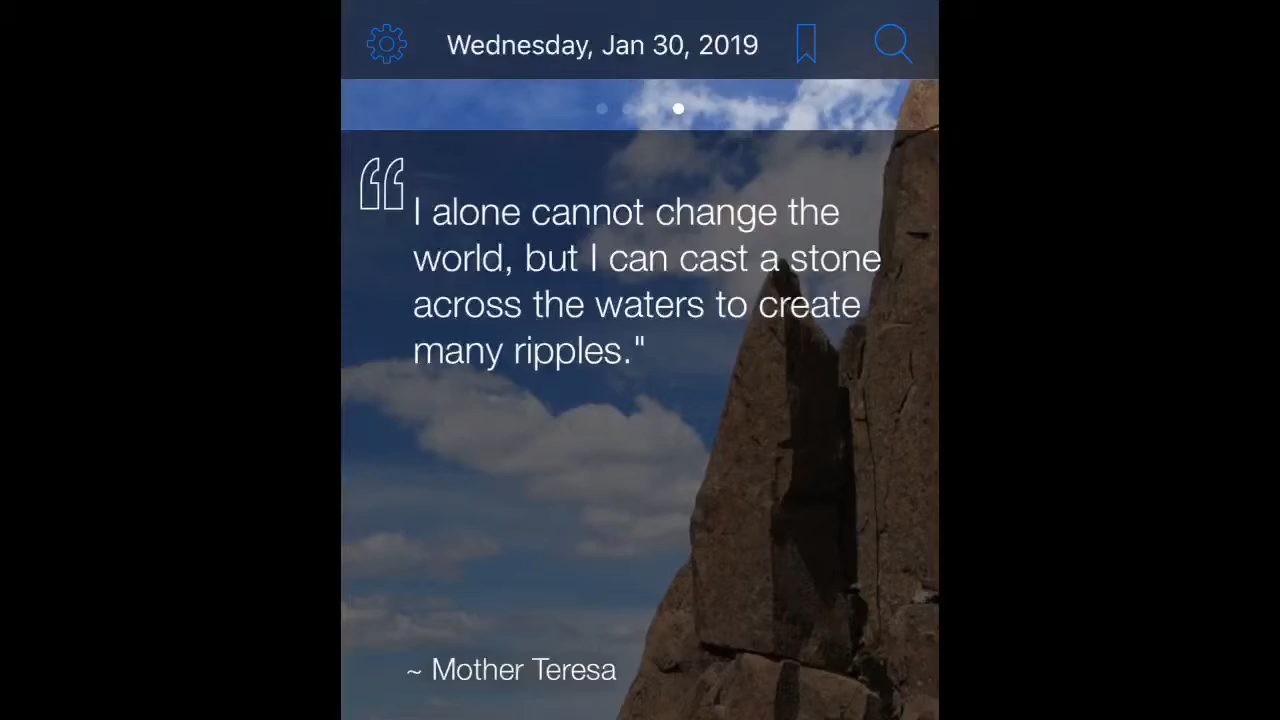 Wednesday, Jan 30, 2019
“I alone cannot change the
world, but I can cast a stone
across the waters to create
many ripples."
~ Mother Teresa